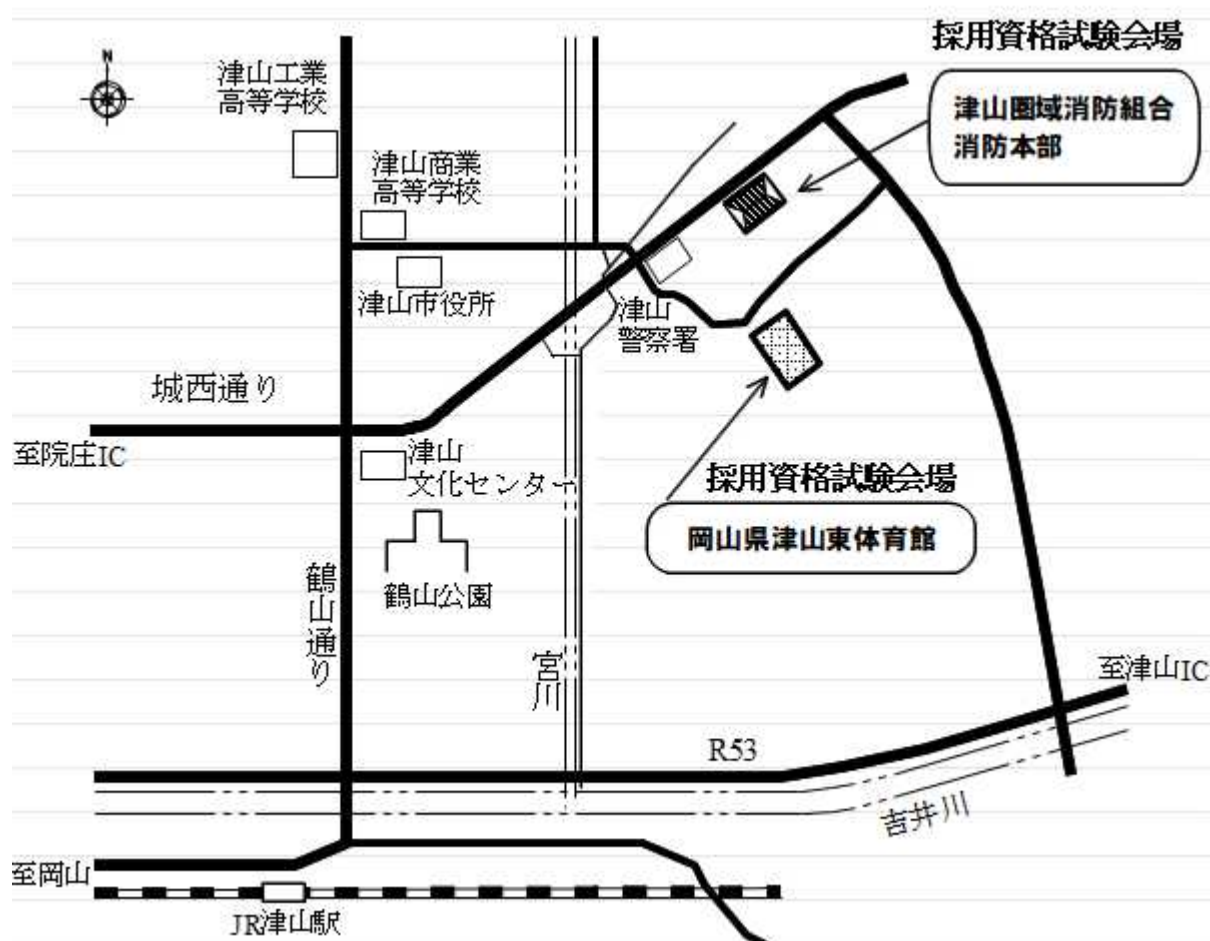 採用資格試験会場
N
津山工業
高等学校
津山圏域消防組合
消防本部
津山商業
高等学校
津山市役所
津山
警察署
城西通り
至院庄IC
津山
文化センター
採用資格試験会場
岡山県津山東体育館
鶴山公園
鶴山通り
宮川
至津山IC
R53
吉井川
至岡山
JR津山駅